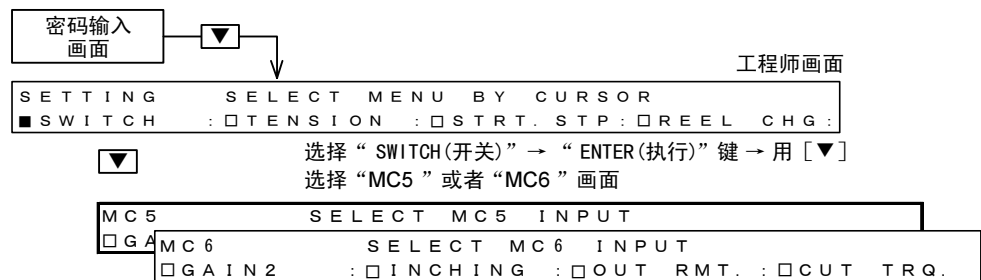 密码输入
画面
▼
工程师画面
SETTING SELECT MENU BY CURSOR
■SWITCH :□TENSION :□STRT. STP:□REEL CHG:
▼
选择“ SWITCH(开关)”→ “ ENTER(执行)”键→用［▼］
选择“MC5 ”或者“MC6 ”画面
MC5 SELECT MC5 INPUT
□GA
MC6 SELECT MC6 INPUT
□GAIN2 :□INCHING :□OUT RMT. :□CUT TRQ.